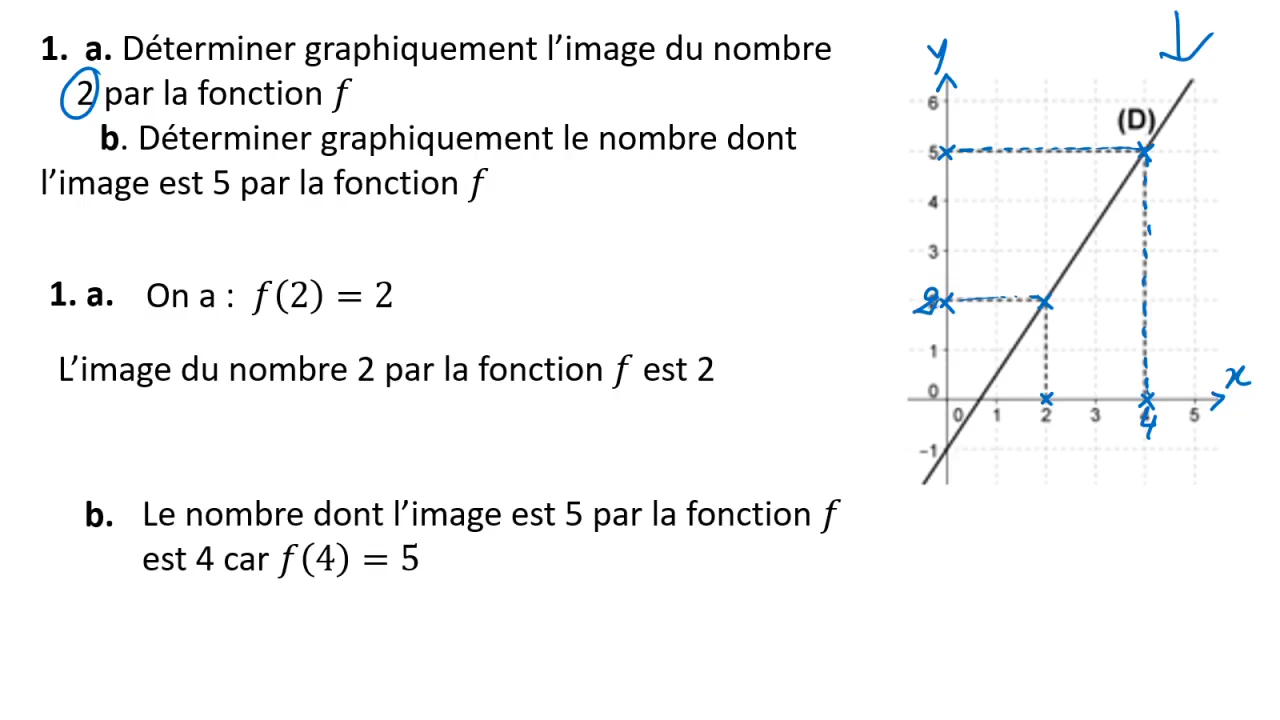 1. a. Déterminer graphiquement l’image du nombre
2 par la fonction f
b. Déterminer graphiquement le nombre dont
l’image est 5 par la fonction f
1. a. On a : f(2) = 2
L’image du nombre 2 par la fonction f est 2
b. Le nombre dont l’image est 5 par la fonction f
est 4 car f(4) = 5
y
6
(D)
5
4
3
2
1
x
0
0 1 2 3 4 5
4
−1